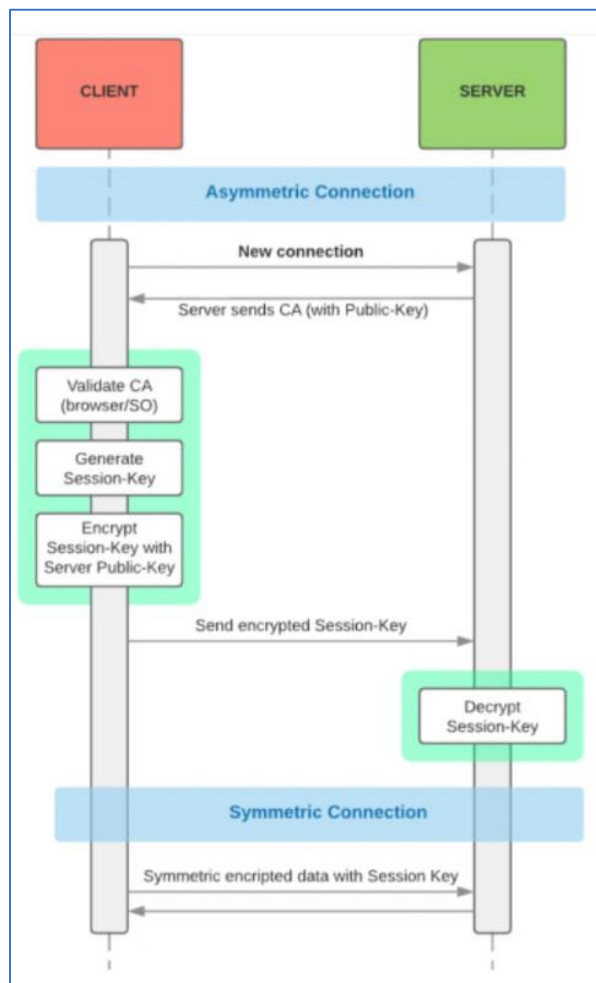 CLIENT
SERVER
Asymmetric Connection
New connection
Server sends CA (with Public-Key)
Validate CA
(browser/SO)
Generate
Session-Key
Encrypt
Session-Key with
Server Public-Key
Send encrypted Session-Key
Decrypt
Session-Key
Symmetric Connection
Symmetric encripted data with Session Key